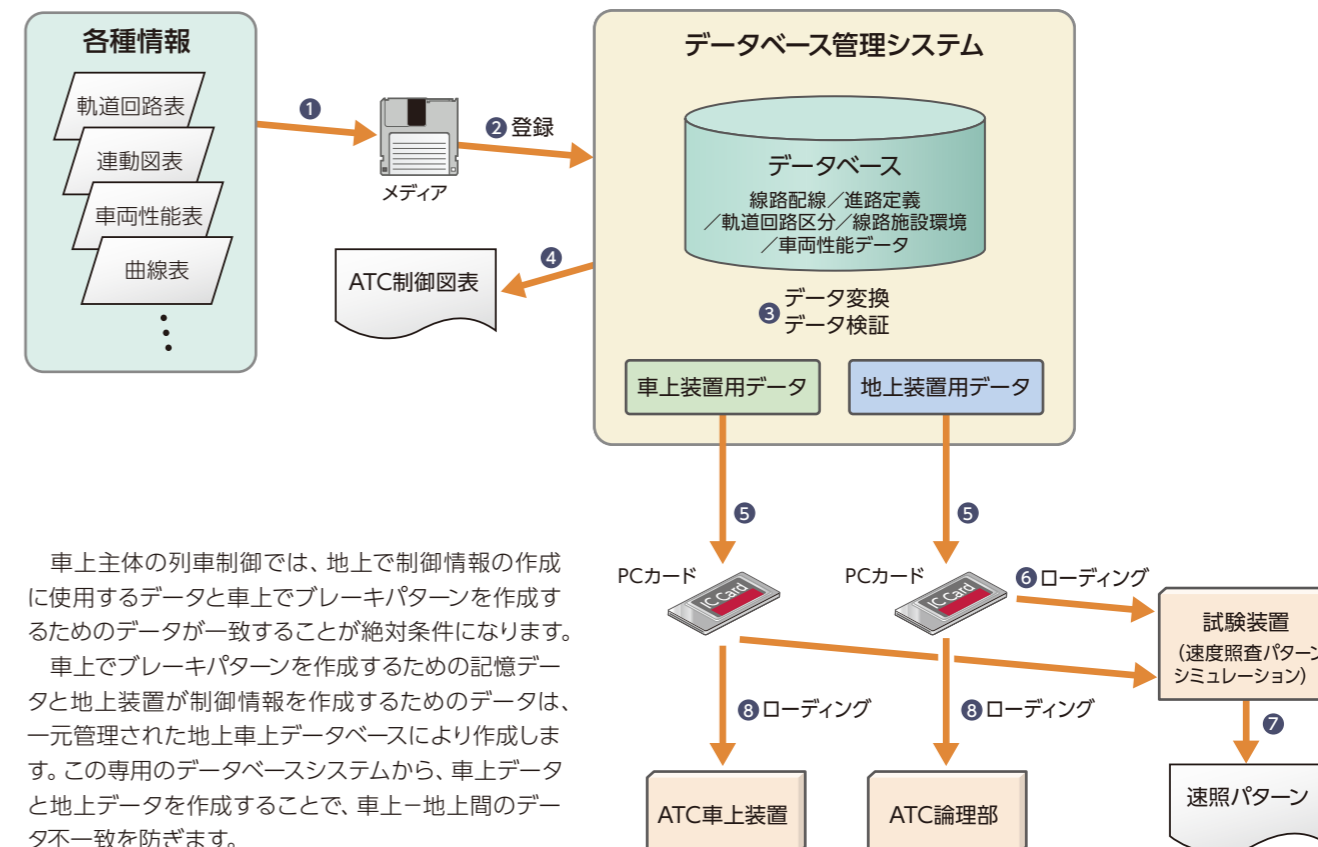 各種情報
軌道回路表
連動図表
車両性能表
曲線表
❶
メディア
❷登録
データベース管理システム
データベース
線路配線／進路定義
／軌道回路区分／線路施設環境
／車両性能データ
❸データ変換
データ検証
❹
ATC制御図表
車上装置用データ
地上装置用データ
❺
❺
PCカード
IC Card
PCカード
IC Card
❻ローディング
試験装置
（速度照査パターン
シミュレーション）
❼
速照パターン
❽ローディング
❽ローディング
ATC車上装置
ATC論理部
車上主体の列車制御では、地上で制御情報の作成
に使用するデータと車上でブレーキパターンを作成す
るためのデータが一致することが絶対条件になります。
車上でブレーキパターンを作成するための記憶デー
タと地上装置が制御情報を作成するためのデータは、
一元管理された地上車上データベースにより作成しま
す。この専用のデータベースシステムから、車上データ
と地上データを作成することで、車上－地上間のデー
タ不一致を防ぎます。